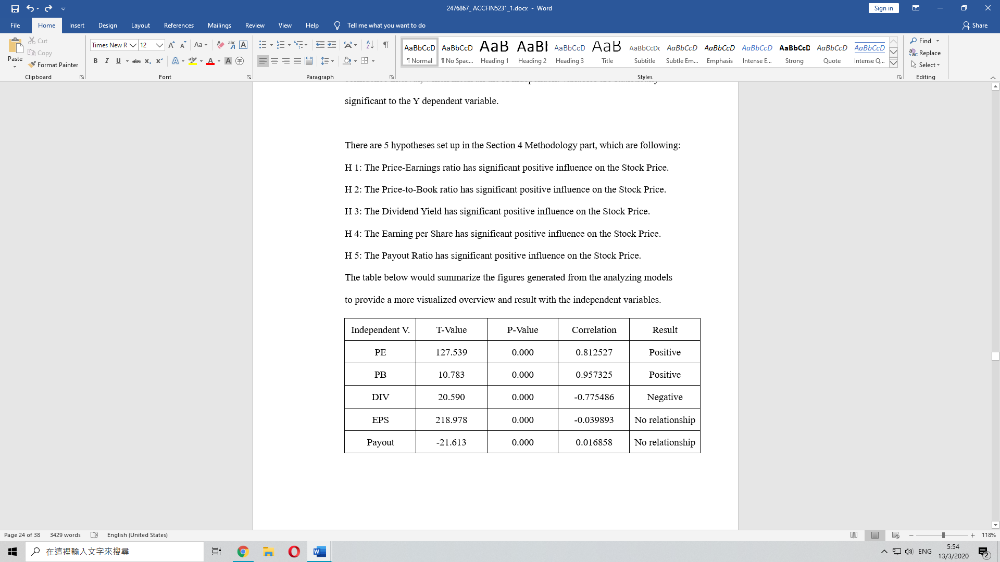 2476867_ ACCFIN5231_1.docx - Word
Sign in
File Home Insert Design Layout References Mailings Review View Help Tell me what you want to do Share
Paste Cut Copy Format Painter
Clipboard
Times New R 12
Font
Paragraph
AaBbCcD AaBbCcD AaB AaBl AaBbCcD AaB AaBbCcDc AaBbCcD AaBbCcD AaBbCcD AaBbCcD AaBbCcD AaBbCcD
¶ Normal ¶ No Spac... Heading 1 Heading 2 Heading 3 Title Subtitle Subtle Em... Emphasis Intense E... Strong Quote Intense Q...
Styles
Find Replace Select
Editing
significant to the Y dependent variable.
There are 5 hypotheses set up in the Section 4 Methodology part, which are following:
H 1: The Price-Earnings ratio has significant positive influence on the Stock Price.
H 2: The Price-to-Book ratio has significant positive influence on the Stock Price.
H 3: The Dividend Yield has significant positive influence on the Stock Price.
H 4: The Earning per Share has significant positive influence on the Stock Price.
H 5: The Payout Ratio has significant positive influence on the Stock Price.
The table below would summarize the figures generated from the analyzing models
to provide a more visualized overview and result with the independent variables.
Independent V. T-Value P-Value Correlation Result
PE 127.539 0.000 0.812527 Positive
PB 10.783 0.000 0.957325 Positive
DIV 20.590 0.000 -0.775486 Negative
EPS 218.978 0.000 -0.039893 No relationship
Payout -21.613 0.000 0.016858 No relationship
Page 24 of 38 3429 words English (United States) 118%
在這裡輸入文字來搜尋
ENG
5:54
13/3/2020
2